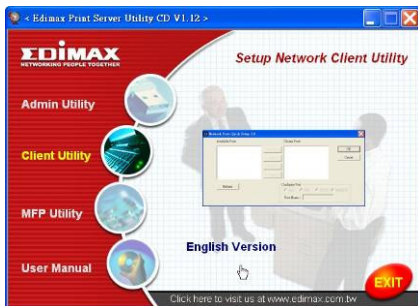 < Edimax Print Server Utility CD V1.12 >
EDIMAX
NETWORKING PEOPLE TOGETHER
Setup Network Client Utility
Admin Utility
Client Utility
MFP Utility
User Manual
English Version
EXIT
Click here to visit us at www.edimax.com.tw